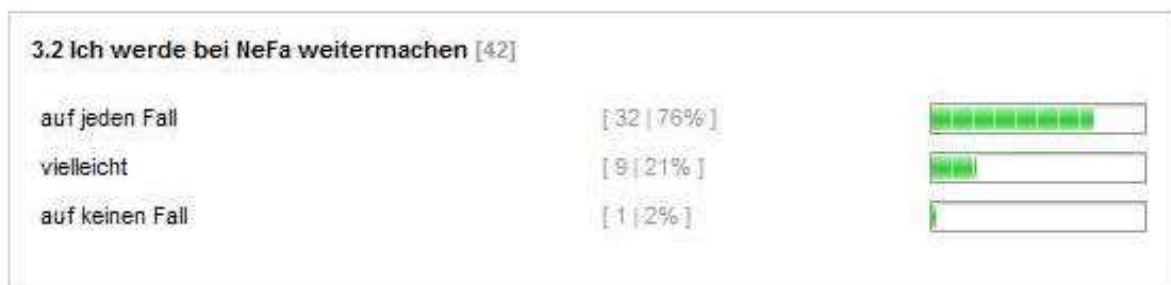 3.2 Ich werde bei NeFa weitermachen [42]
auf jeden Fall [ 32 | 76% ]
vielleicht [ 9 | 21% ]
auf keinen Fall [ 1 | 2% ]